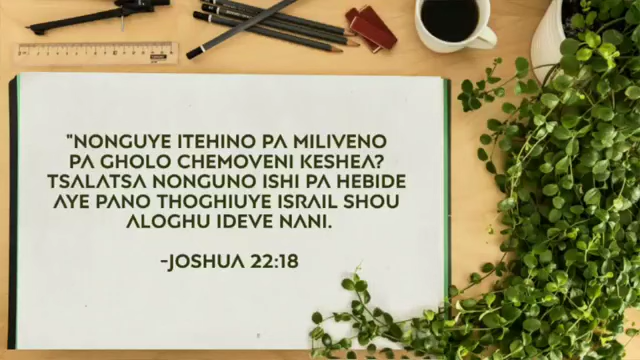 "NONGUYE ITEHINO PA MILIVENO
PA GHOLO CHEMOVENI KESHEA?
TSALATSA NONGUNO ISHI PA HEBIDE
AYE PANO THOGHIUYE ISRAIL SHOU
ALOGHU IDEVE NANI.
-JOSHUA 22:18